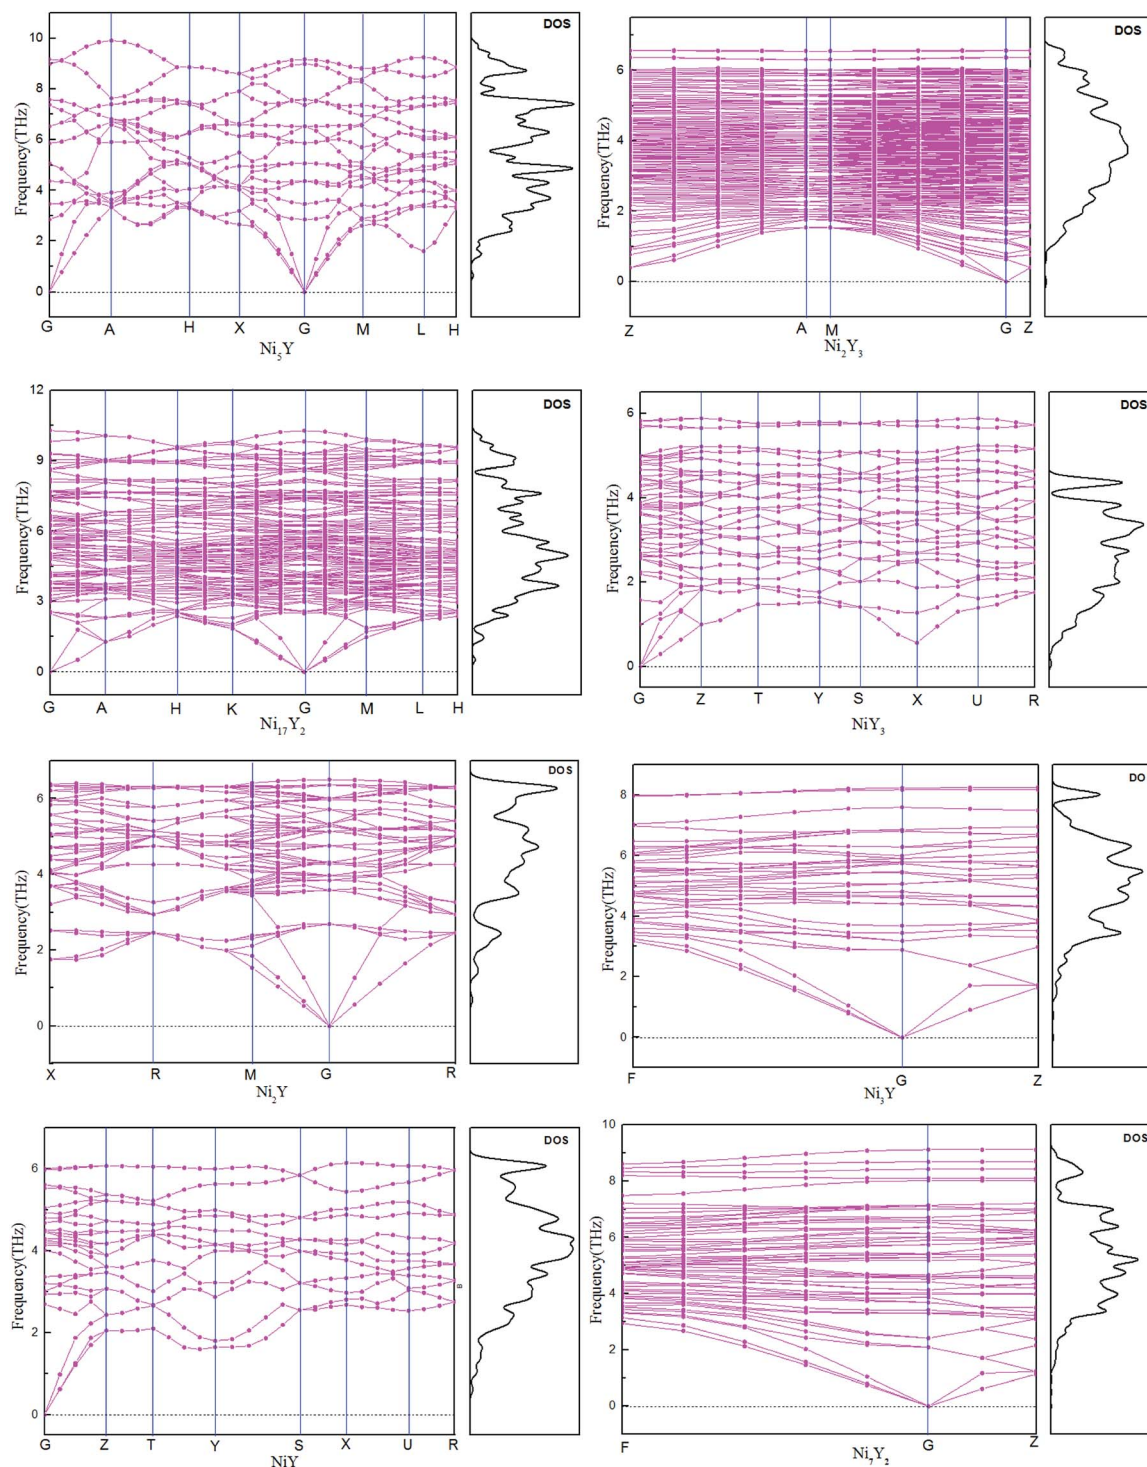 DOS
10
8
6
4
2
0
Frequency(THz)
G A H X G M L H
Ni5Y
DOS
6
4
2
0
Frequency(THz)
Z A M G Z
Ni2Y3
DOS
12
9
6
3
0
Frequency(THz)
G A H K G M L H
Ni17Y2
DOS
6
4
2
0
Frequency(THz)
G Z T Y S X U R
NiY3
DOS
6
4
2
0
Frequency(THz)
X R M G R
Ni2Y
DO
8
6
4
2
0
Frequency(THz)
F G Z
Ni3Y
DOS
6
4
2
0
Frequency(THz)
G Z T Y S X U R
NiY
DOS
10
8
6
4
2
0
Frequency(THz)
F G Z
Ni7Y2